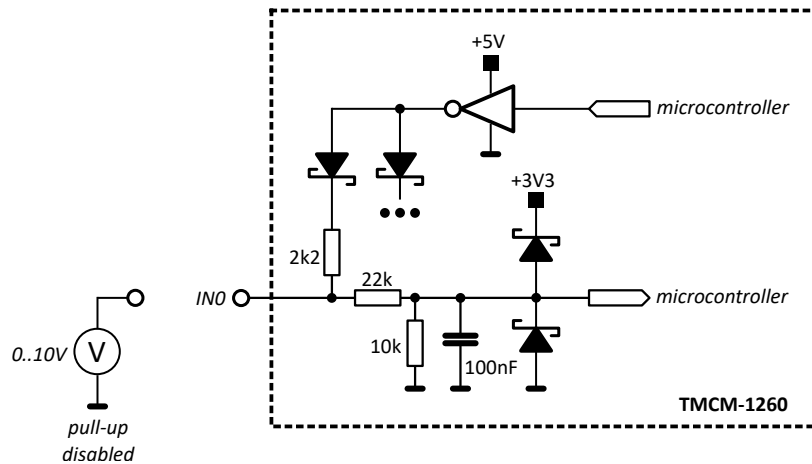 +5V
microcontroller
+3V3
2k2
22k
IN0
microcontroller
0..10V
V
10k
100nF
TMCM-1260
pull-up
disabled